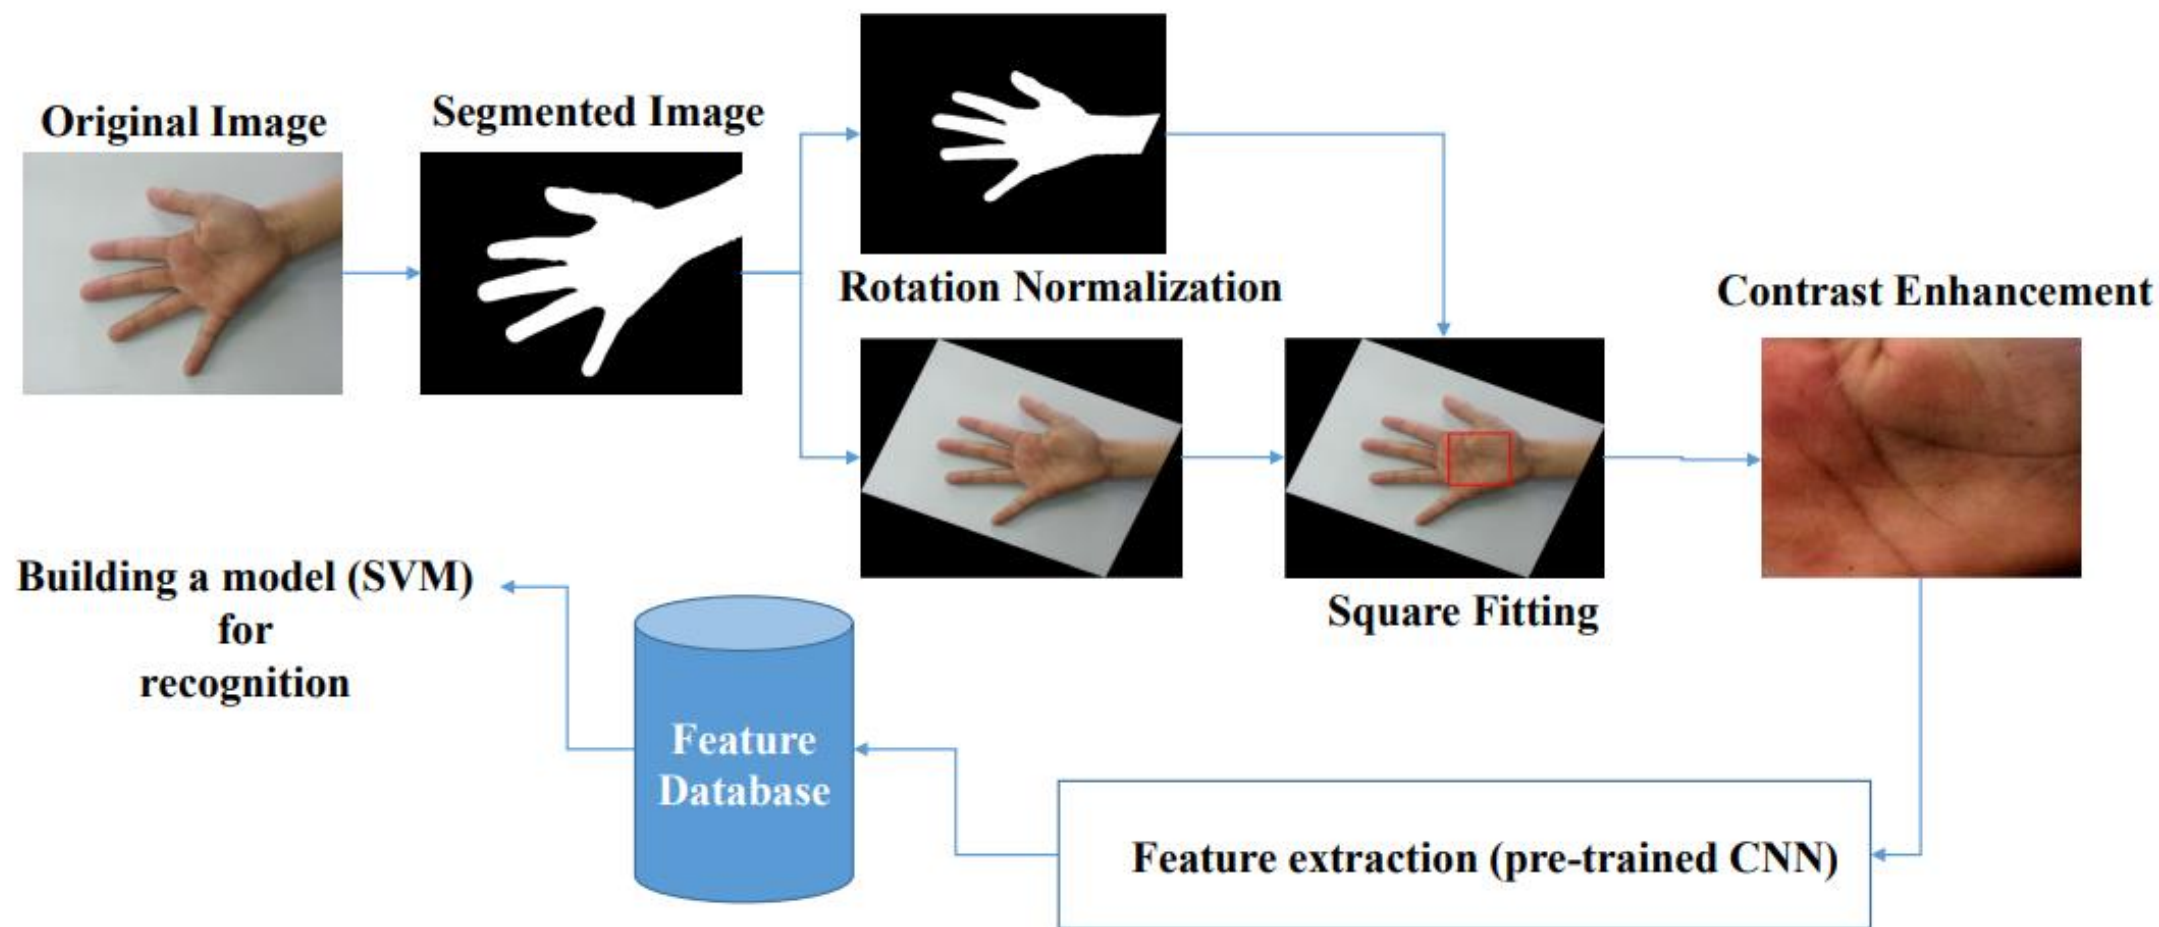 Original Image
Segmented Image
Rotation Normalization
Contrast Enhancement
Square Fitting
Building a model (SVM)
for
recognition
Feature
Database
Feature extraction (pre-trained CNN)